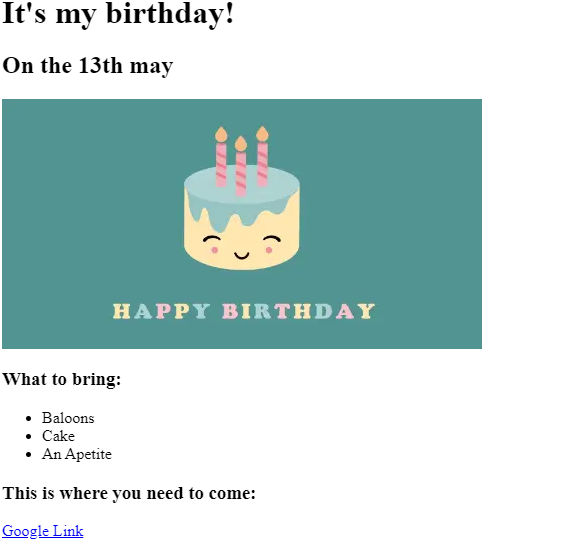 It's my birthday!
On the 13th may
HAPPY BIRTHDAY
What to bring:
Baloons
Cake
An Apetite
This is where you need to come:
Google Link